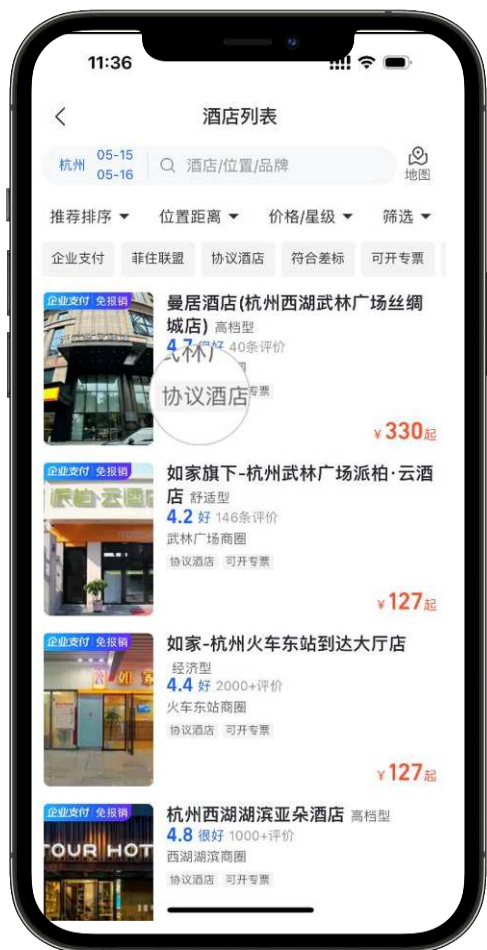 11:36
酒店列表
杭州
05-15
05-16
酒店/位置/品牌
地图
推荐排序
位置距离
价格/星级
筛选
企业支付
菲住联盟
协议酒店
符合差标
可开专票
企业支付 免报销
曼居酒店(杭州西湖武林广场丝绸
城店) 高档型
4.7 很好 40条评价
协议酒店
专票
¥330起
企业支付 免报销
如家旗下-杭州武林广场派柏·云酒
店 舒适型
4.2 好 146条评价
武林广场商圈
协议酒店 可开专票
¥127起
企业支付 免报销
如家
如家-杭州火车东站到达大厅店
经济型
4.4 好 2000+评价
火车东站商圈
协议酒店 可开专票
¥127起
企业支付 免报销
TOUR HOT
杭州西湖湖滨亚朵酒店 高档型
4.8 很好 1000+评价
西湖湖滨商圈
协议酒店 可开专票